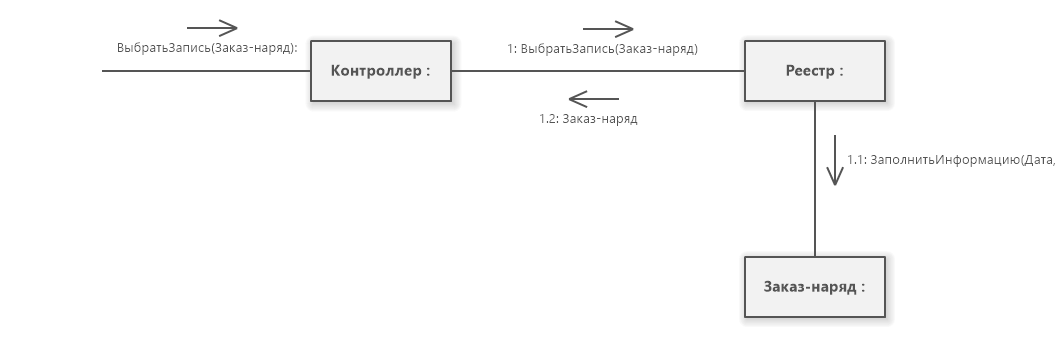 ВыбратьЗапись(Заказ-наряд):
1: ВыбратьЗапись(Заказ-наряд)
Контроллер :
Реестр :
1.2: Заказ-наряд
1.1: ЗаполнитьИнформацию(Дата,
Заказ-наряд :